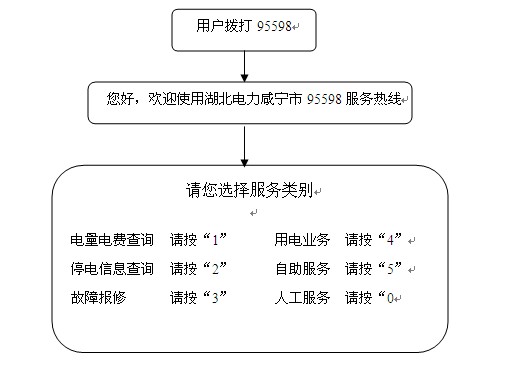 用户拨打 95598
您好，欢迎使用湖北电力咸宁市 95598 服务热线
请您选择服务类别
电量电费查询 请按“1” 用电业务 请按“4”
停电信息查询 请按“2” 自助服务 请按“5”
故障报修 请按“3” 人工服务 请按“0